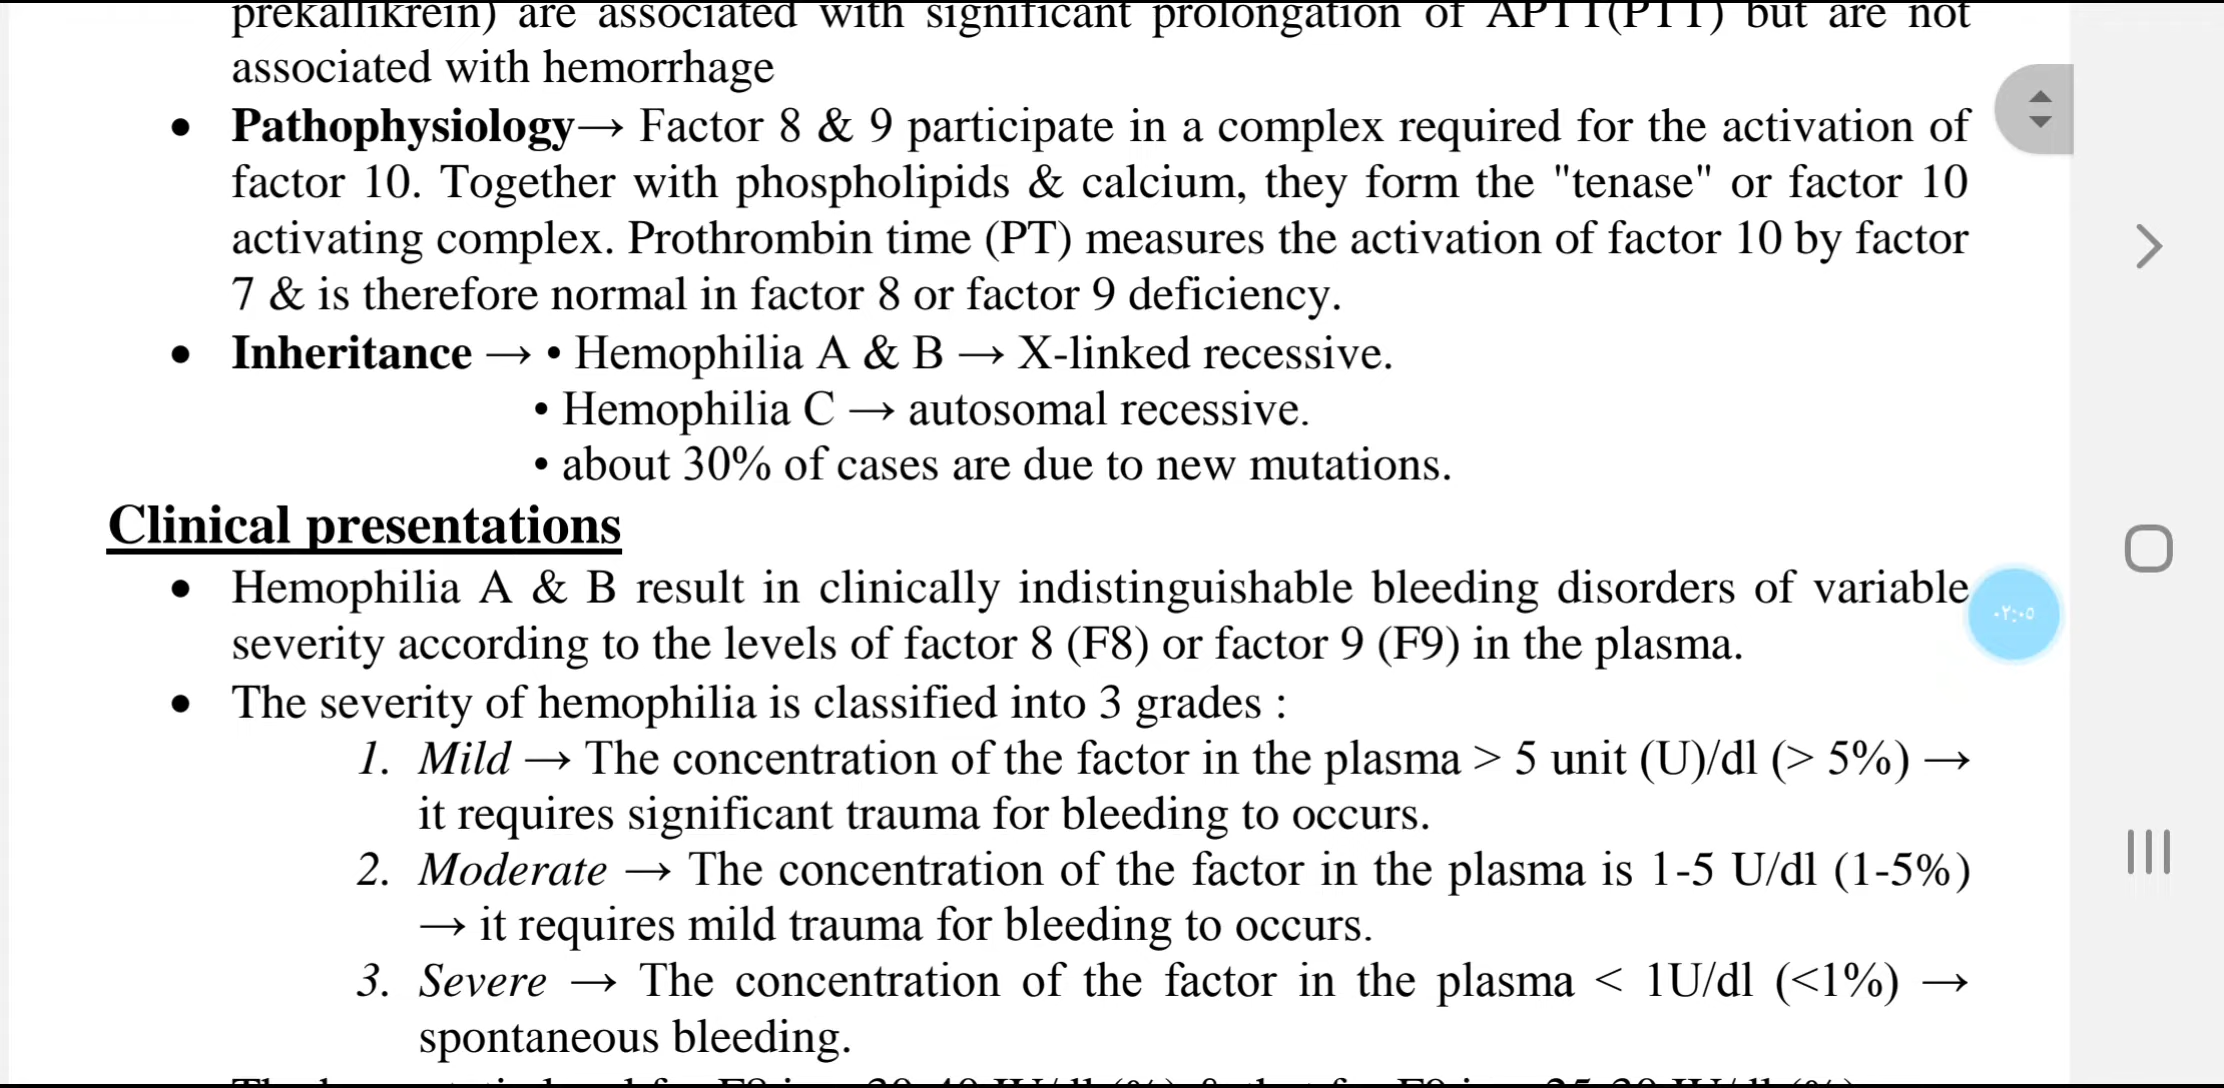 prekallikrein) are associated with significant prolongation of APTT(PTT) but are not
associated with hemorrhage
• Pathophysiology→ Factor 8 & 9 participate in a complex required for the activation of
factor 10. Together with phospholipids & calcium, they form the "tenase" or factor 10
activating complex. Prothrombin time (PT) measures the activation of factor 10 by factor
7 & is therefore normal in factor 8 or factor 9 deficiency.
• Inheritance → • Hemophilia A & B → X-linked recessive.
• Hemophilia C → autosomal recessive.
• about 30% of cases are due to new mutations.
Clinical presentations
• Hemophilia A & B result in clinically indistinguishable bleeding disorders of variable
severity according to the levels of factor 8 (F8) or factor 9 (F9) in the plasma.
• The severity of hemophilia is classified into 3 grades :
1. Mild → The concentration of the factor in the plasma > 5 unit (U)/dl (> 5%) →
it requires significant trauma for bleeding to occurs.
2. Moderate → The concentration of the factor in the plasma is 1-5 U/dl (1-5%)
→ it requires mild trauma for bleeding to occurs.
3. Severe → The concentration of the factor in the plasma < 1U/dl (<1%) →
spontaneous bleeding.
٠٢:٠٥